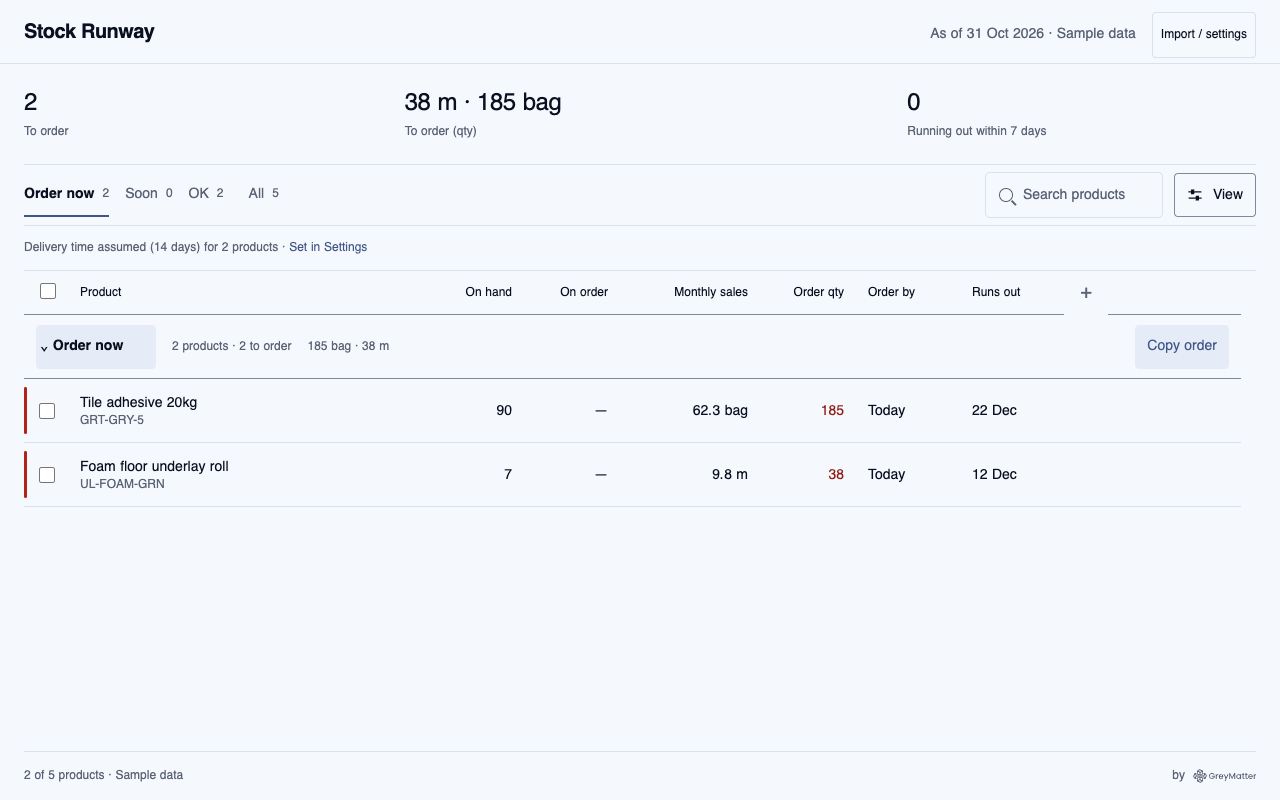 Stock Runway
As of 31 Oct 2026 · Sample data
Import / settings
2
To order
38 m · 185 bag
To order (qty)
0
Running out within 7 days
Order now 2
Soon 0
OK 2
All 5
Search products
View
Delivery time assumed (14 days) for 2 products · Set in Settings
Product On hand On order Monthly sales Order qty Order by Runs out +
Order now 2 products · 2 to order 185 bag · 38 m Copy order
Tile adhesive 20kg
GRT-GRY-5
90 — 62.3 bag 185 Today 22 Dec
Foam floor underlay roll
UL-FOAM-GRN
7 — 9.8 m 38 Today 12 Dec
2 of 5 products · Sample data
by GreyMatter